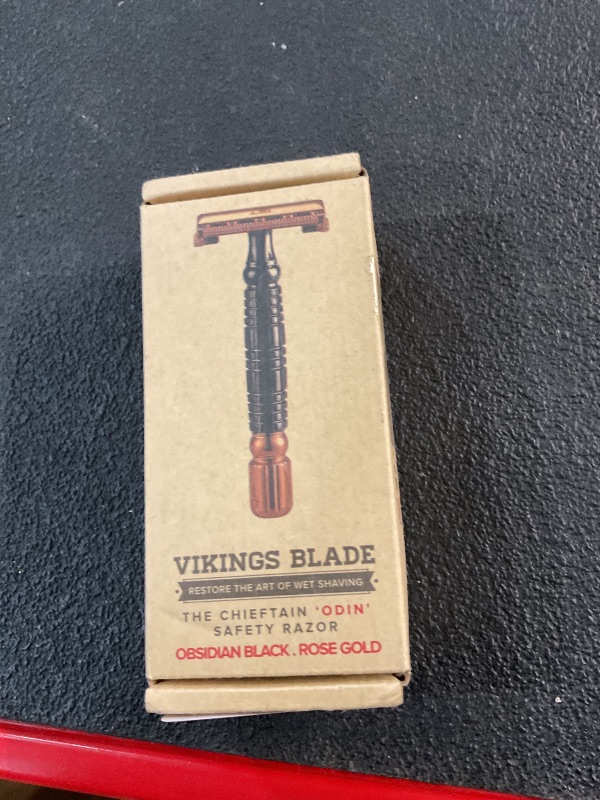 VIKINGS BLADE
RESTORE THE ART OF WET SHAVING
THE CHIEFTAIN 'ODIN'
SAFETY RAZOR
OBSIDIAN BLACK . ROSE GOLD